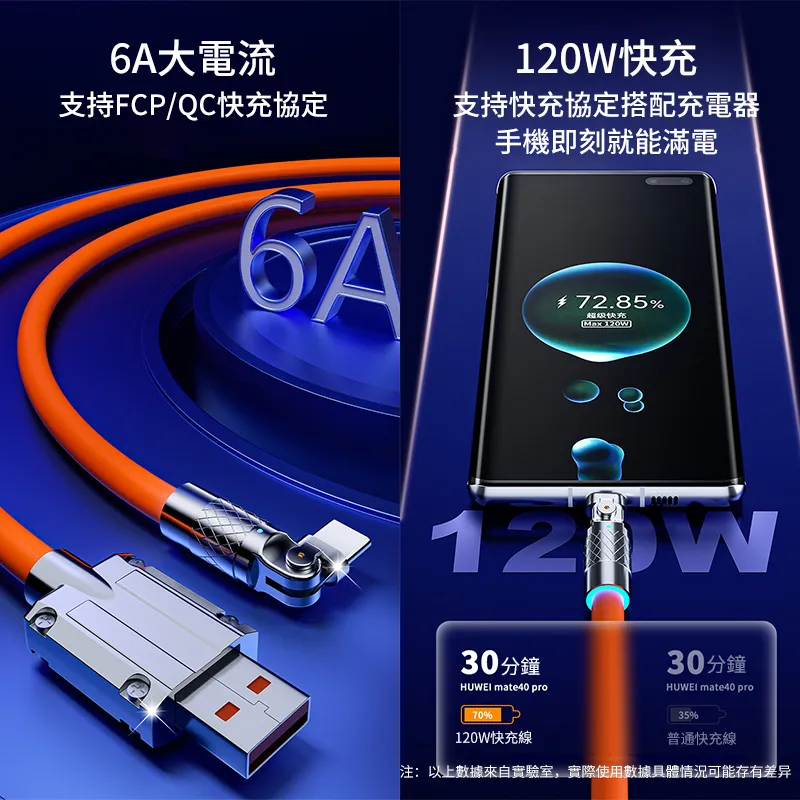 6A大電流
支持FCP/QC快充協定
6A
120W快充
支持快充協定搭配充電器
手機即刻就能滿電
72.85%
超級快充
Max 120W
120W
30分鐘
HUWEI mate40 pro
70%
120W快充線
30分鐘
HUWEI mate40 pro
35%
普通快充線
注：以上數據來自實驗室，實際使用數據具體情況可能存有差异